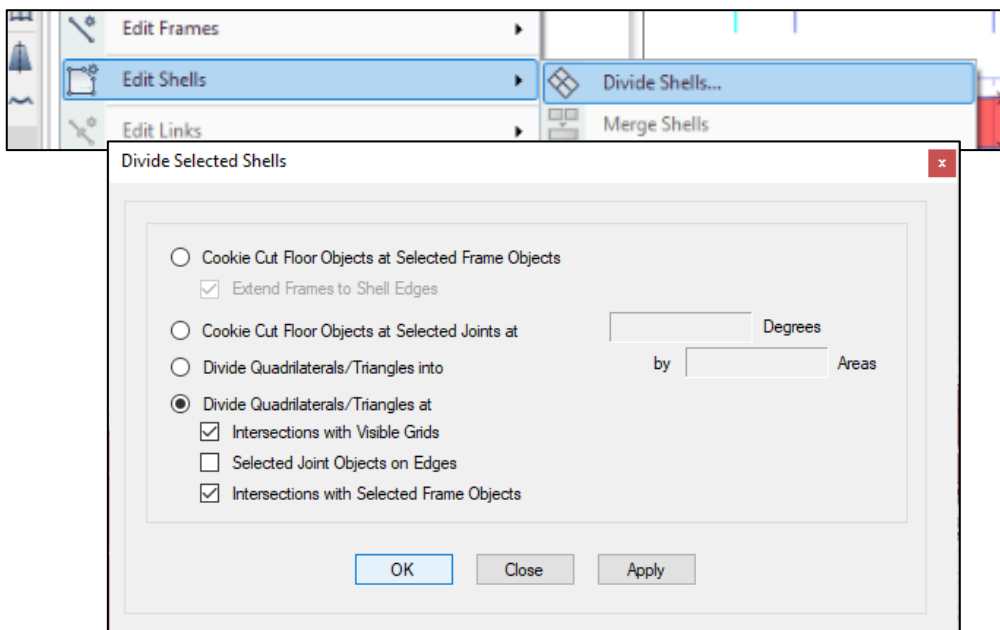 Edit Frames
Edit Shells
Divide Shells...
Edit Links
Merge Shells
Divide Selected Shells
x
Cookie Cut Floor Objects at Selected Frame Objects
Extend Frames to Shell Edges
Cookie Cut Floor Objects at Selected Joints at
Degrees
Divide Quadrilaterals/Triangles into
by
Areas
Divide Quadrilaterals/Triangles at
Intersections with Visible Grids
Selected Joint Objects on Edges
Intersections with Selected Frame Objects
OK
Close
Apply